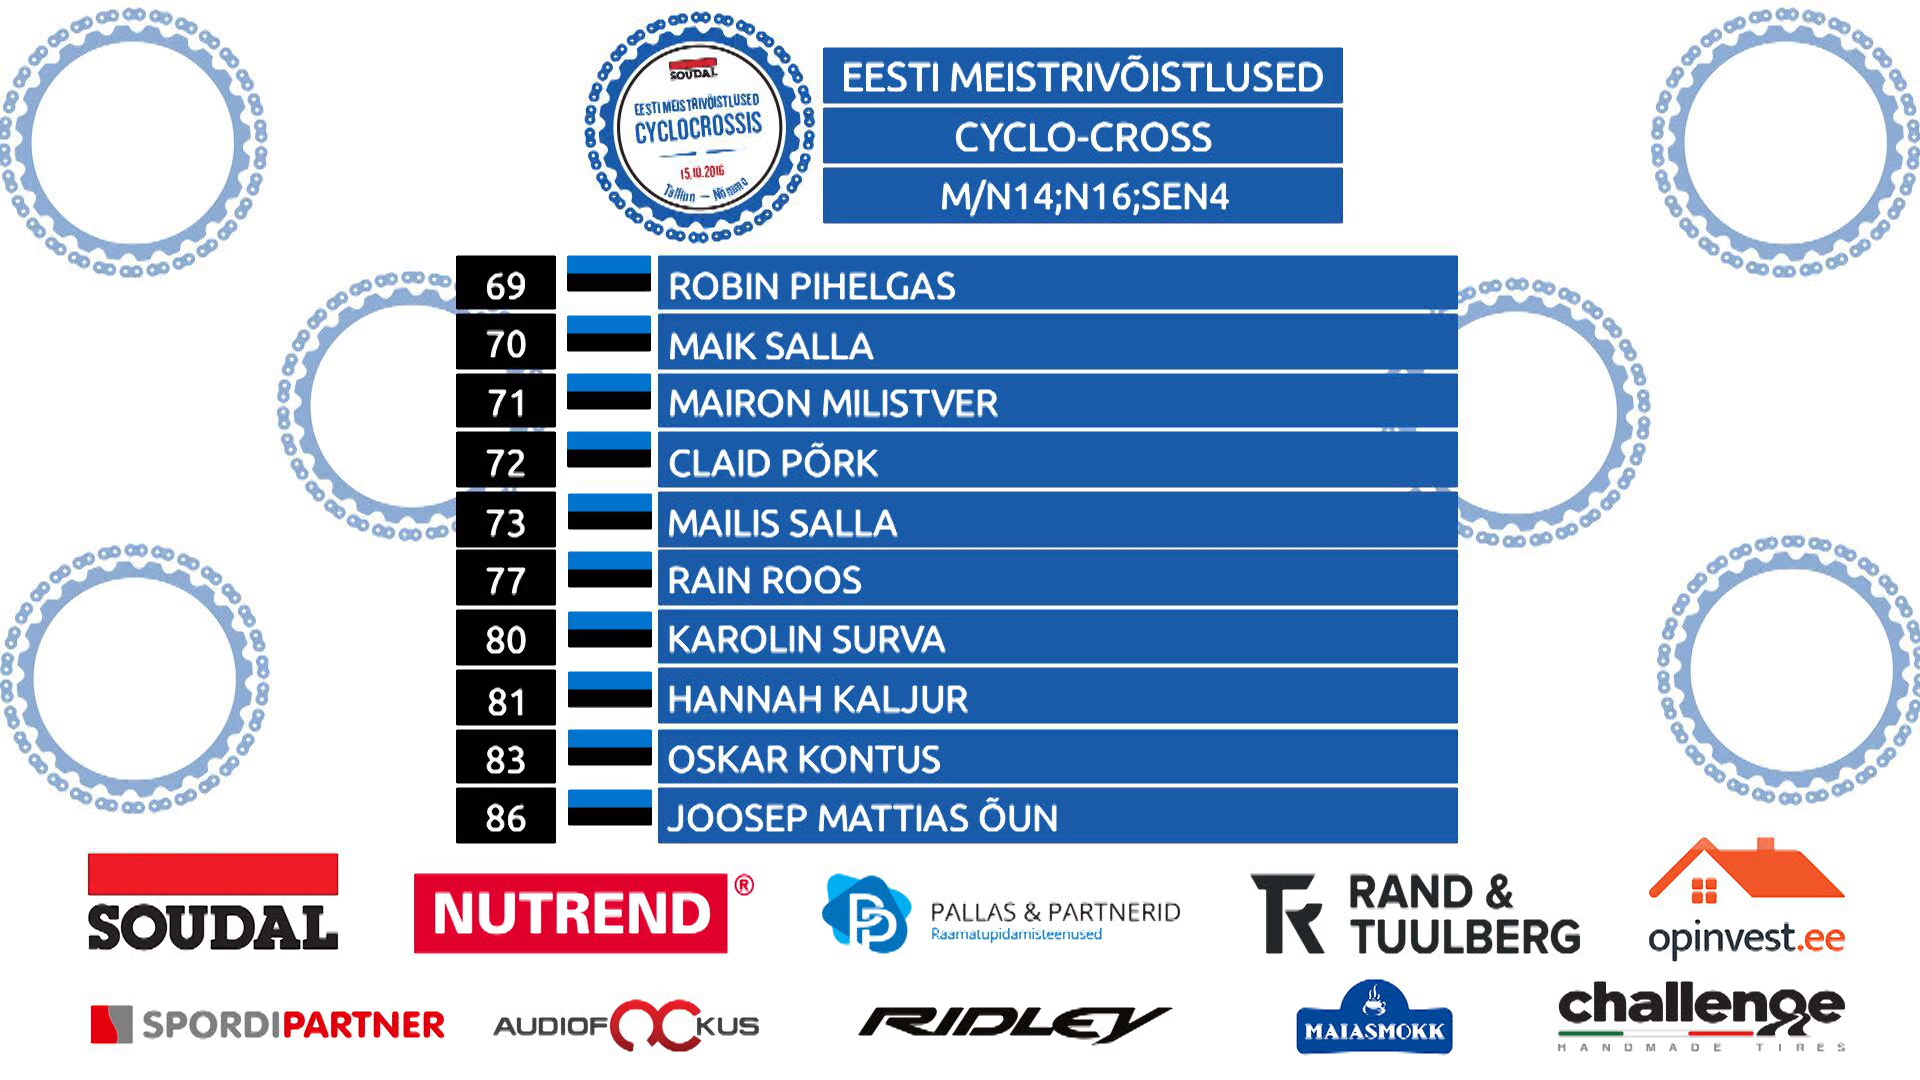 SOUDAL
EESTI MEISTRIVÕISTLUSED
CYCLOCROSSIS
15.10.2016
Tallinn – Nõmme
EESTI MEISTRIVÕISTLUSED
CYCLO-CROSS
M/N14;N16;SEN4
69 ROBIN PIHELGAS
70 MAIK SALLA
71 MAIRON MILISTVER
72 CLAID PÕRK
73 MAILIS SALLA
77 RAIN ROOS
80 KAROLIN SURVA
81 HANNAH KALJUR
83 OSKAR KONTUS
86 JOOSEP MATTIAS ÕUN
SOUDAL
NUTREND®
PALLAS & PARTNERID
Raamatupidamisteenused
RAND &
TUULBERG
opinvest.ee
SPORDIPARTNER
AUDIOFOOKUS
RIDLEY
MAIASMOKK
challenge
HANDMADE TIRES